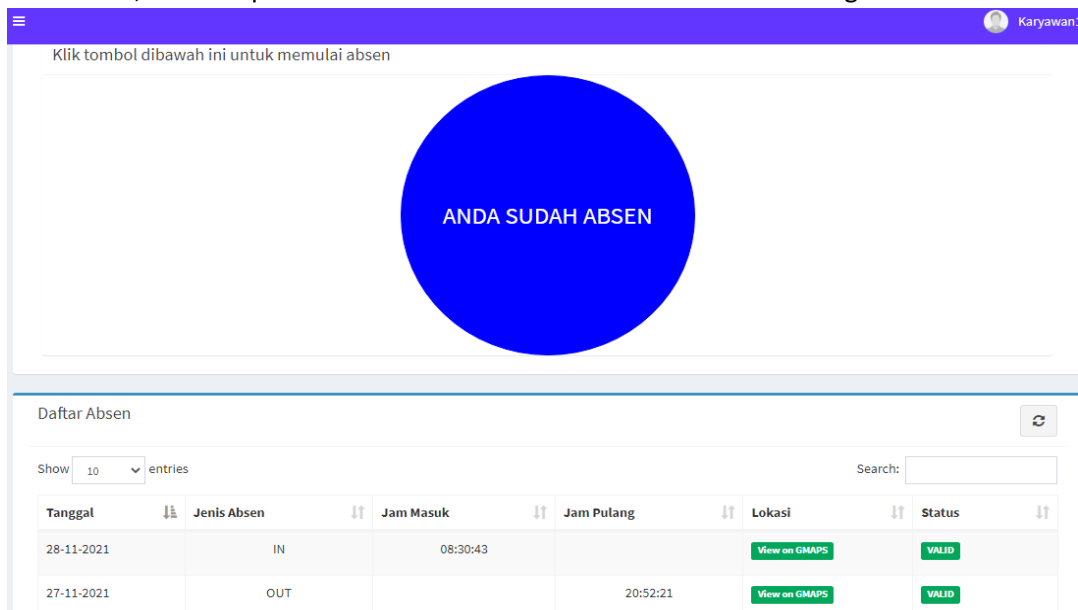 Karyawan1
Klik tombol dibawah ini untuk memulai absen
ANDA SUDAH ABSEN
Daftar Absen
Show 10 entries Search:
Tanggal Jenis Absen Jam Masuk Jam Pulang Lokasi Status
28-11-2021 IN 08:30:43 View on GMAPS VALID
27-11-2021 OUT 20:52:21 View on GMAPS VALID